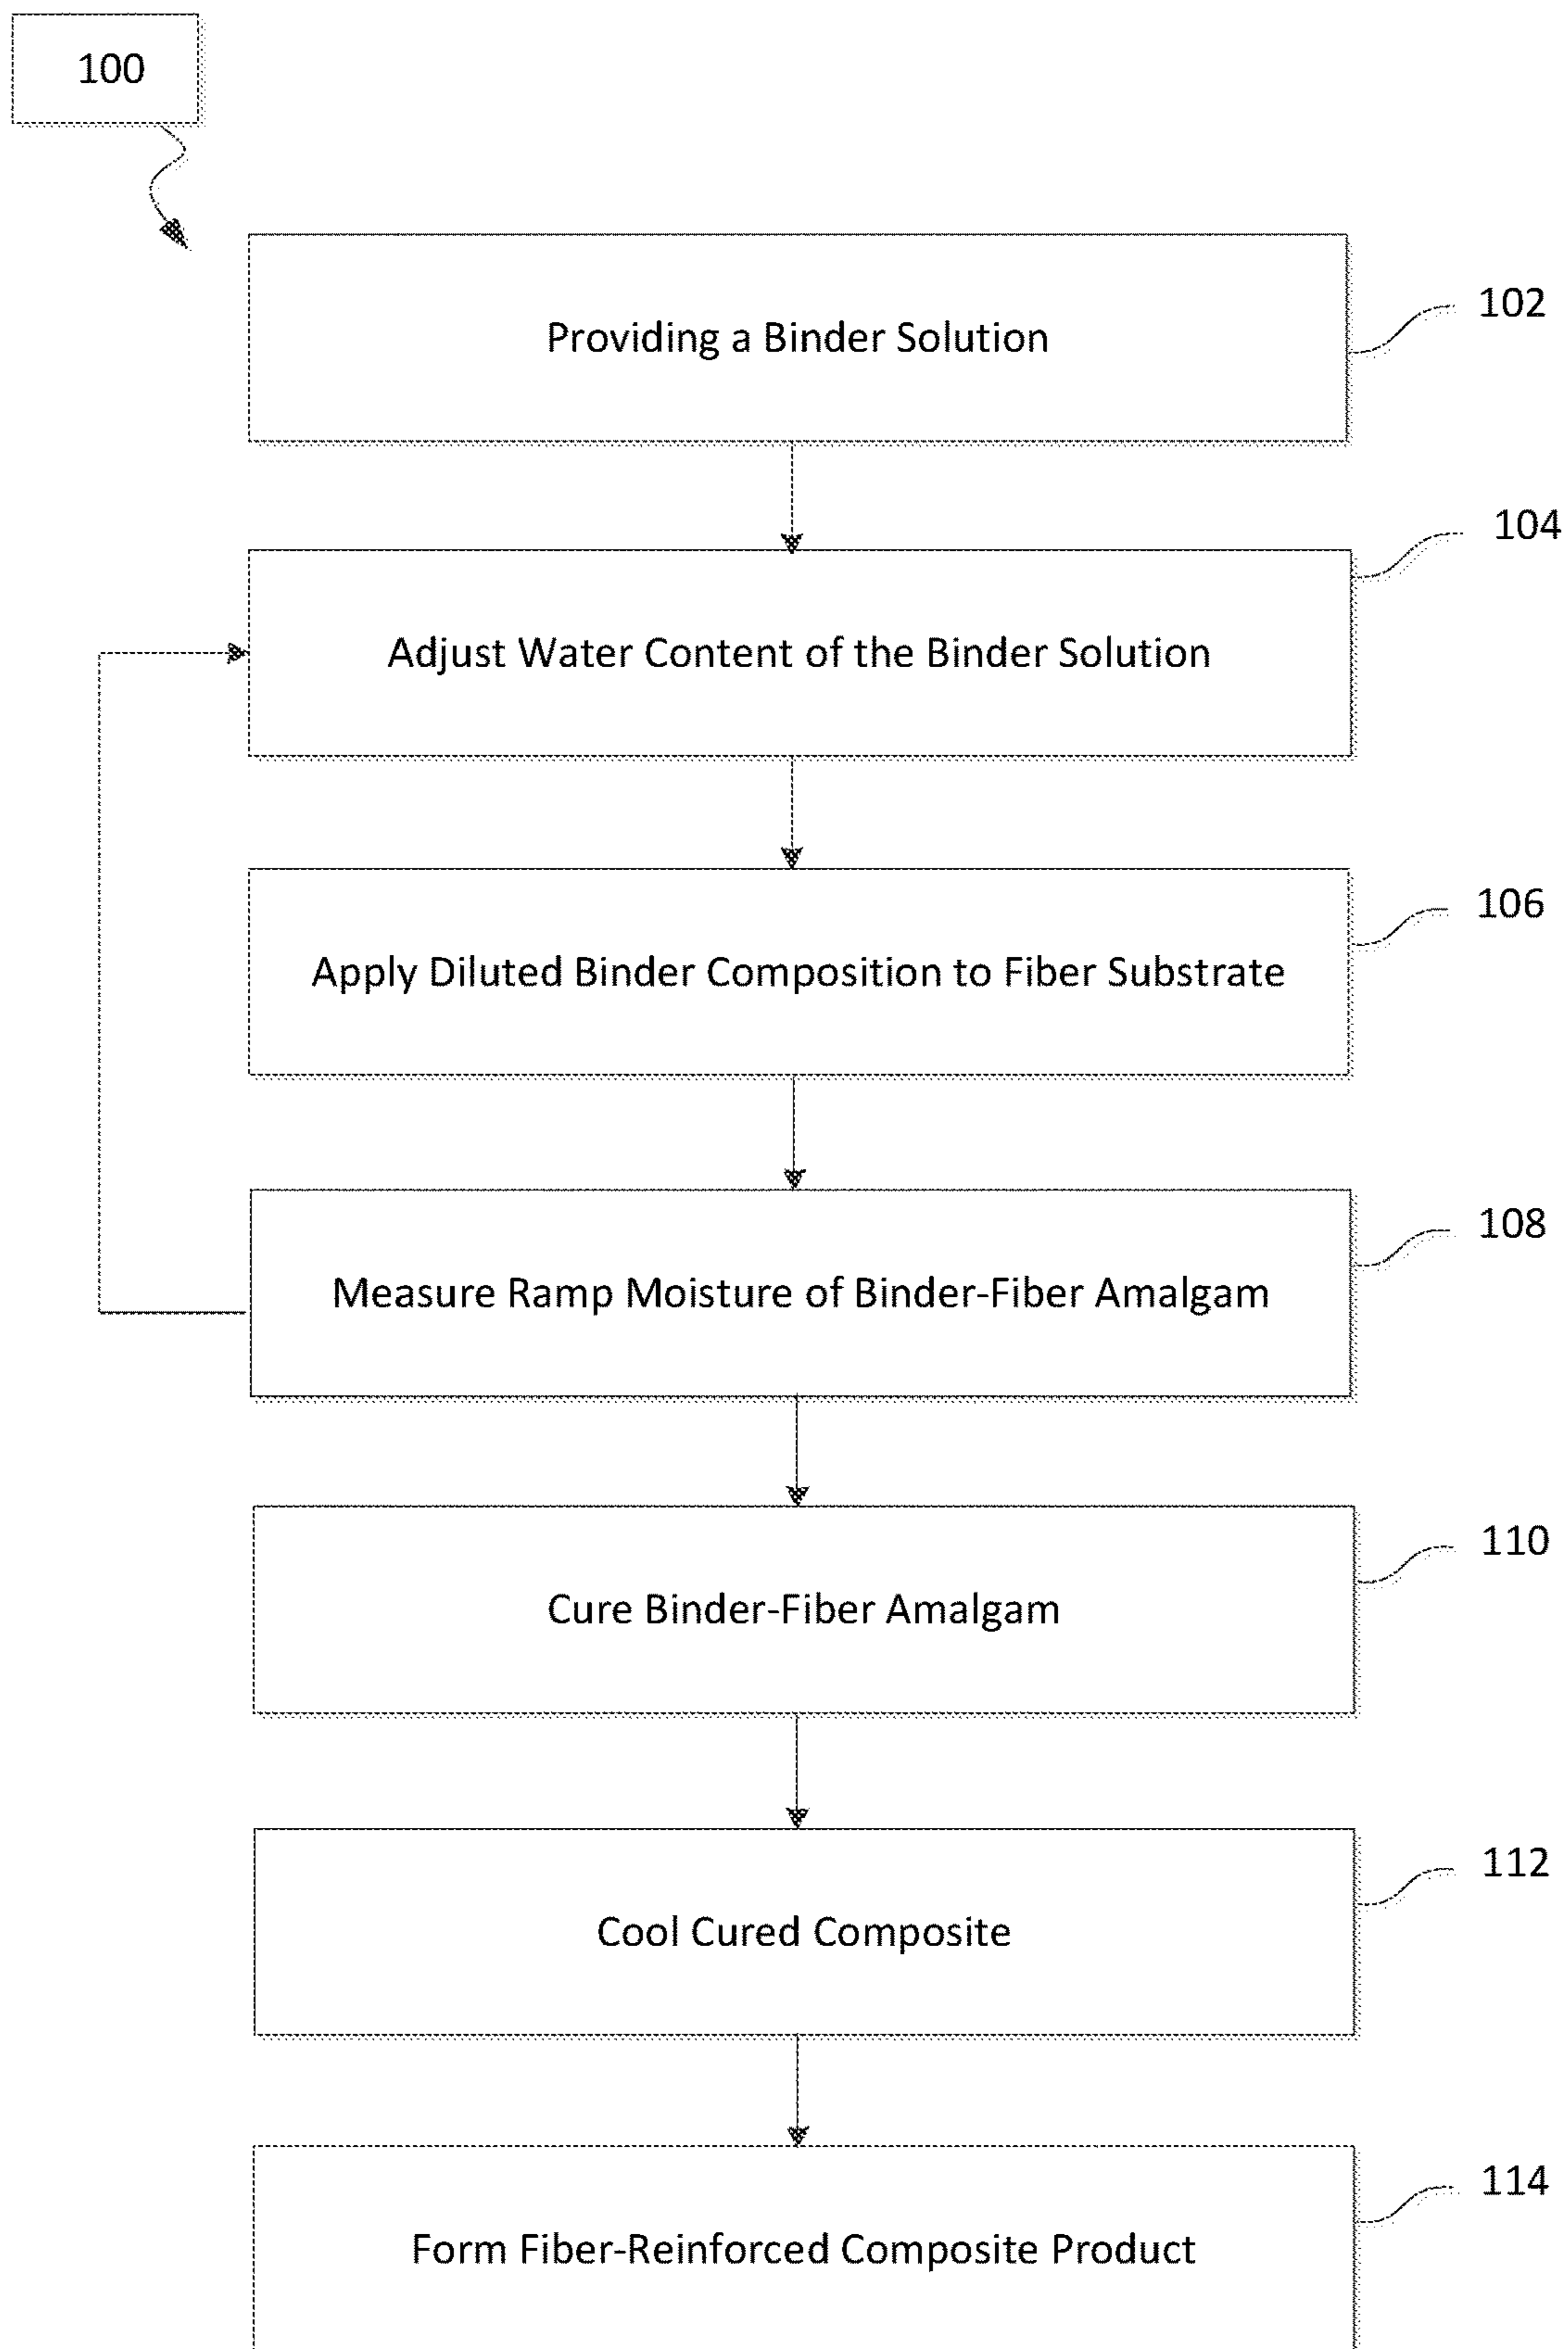 100
Providing a Binder Solution
102
Adjust Water Content of the Binder Solution
104
Apply Diluted Binder Composition to Fiber Substrate
106
Measure Ramp Moisture of Binder-Fiber Amalgam
108
Cure Binder-Fiber Amalgam
110
Cool Cured Composite
112
Form Fiber-Reinforced Composite Product
114